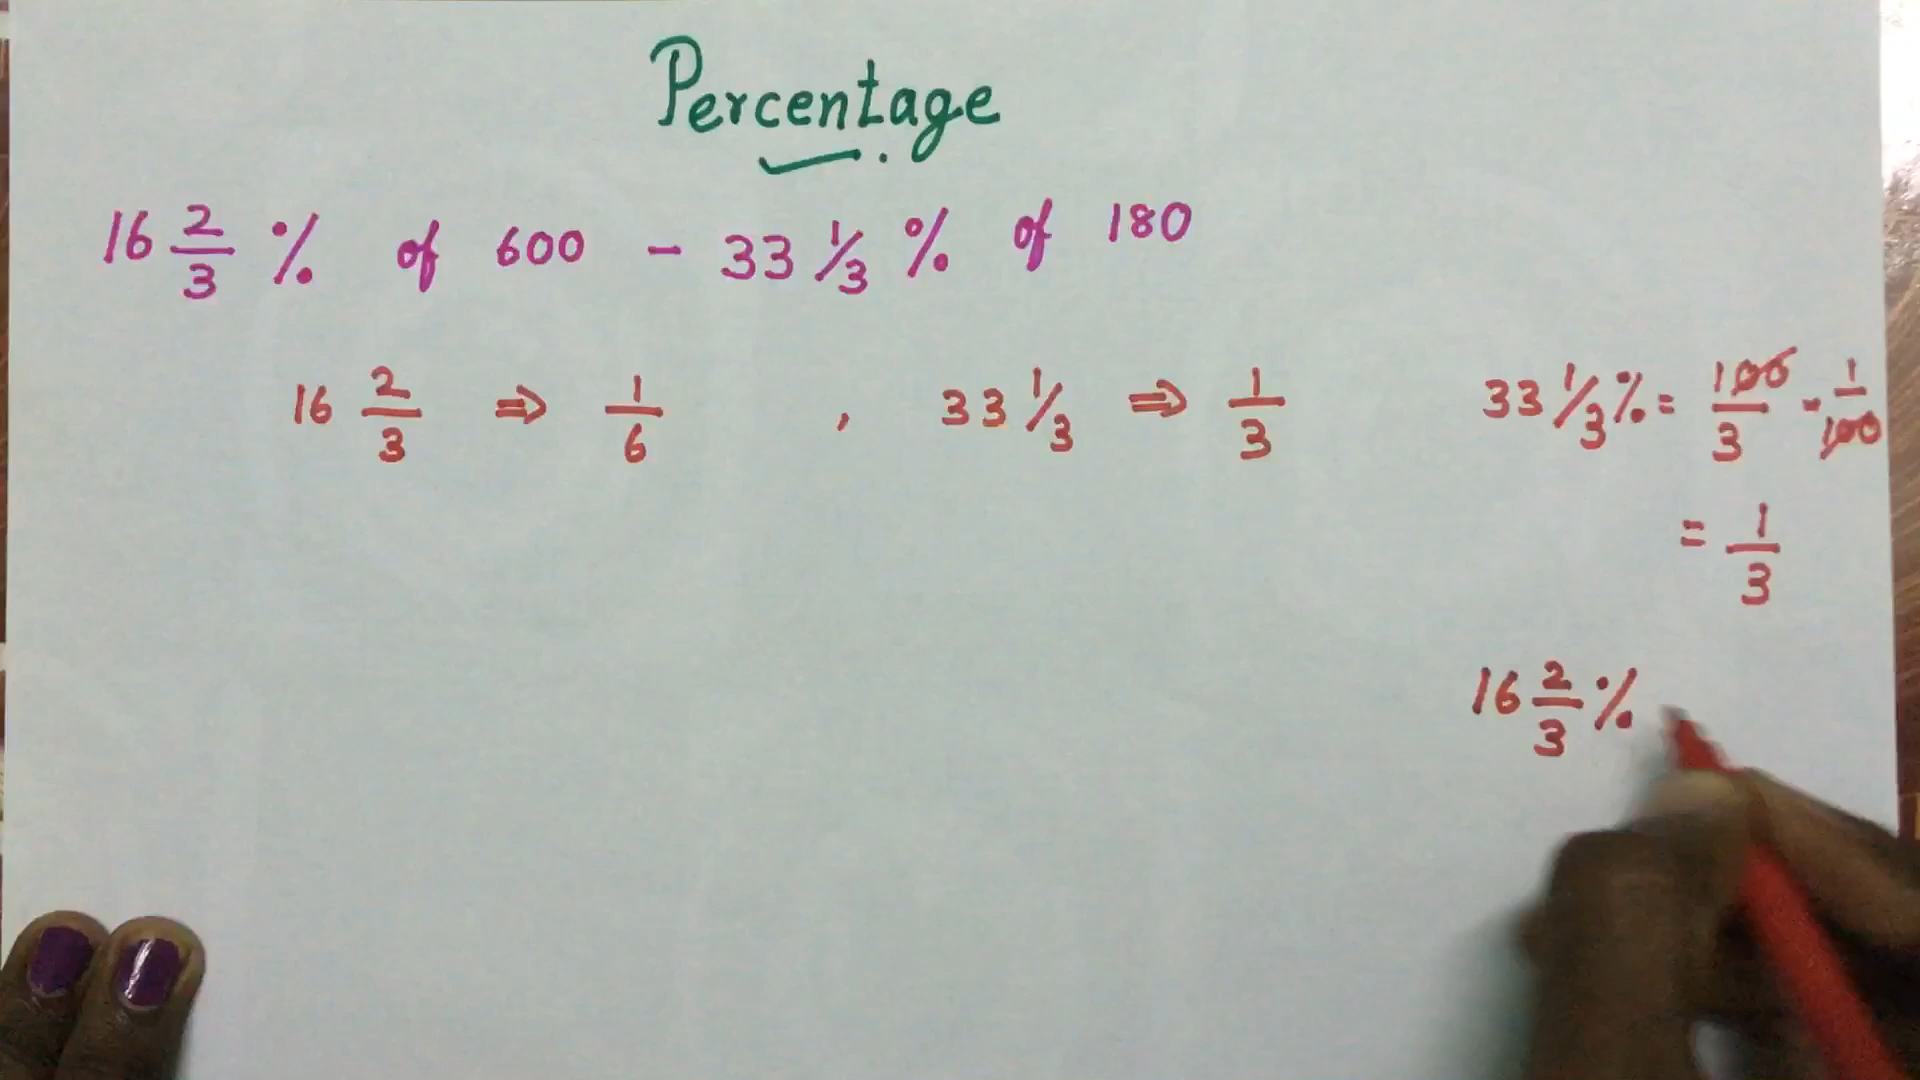 Percentage
16 2/3 % of 600 - 33 1/3 % of 180
16 2/3 ⇒ 1/6 , 33 1/3 ⇒ 1/3
33 1/3 % = 100/3 - 1/100
= 1/3
16 2/3 %